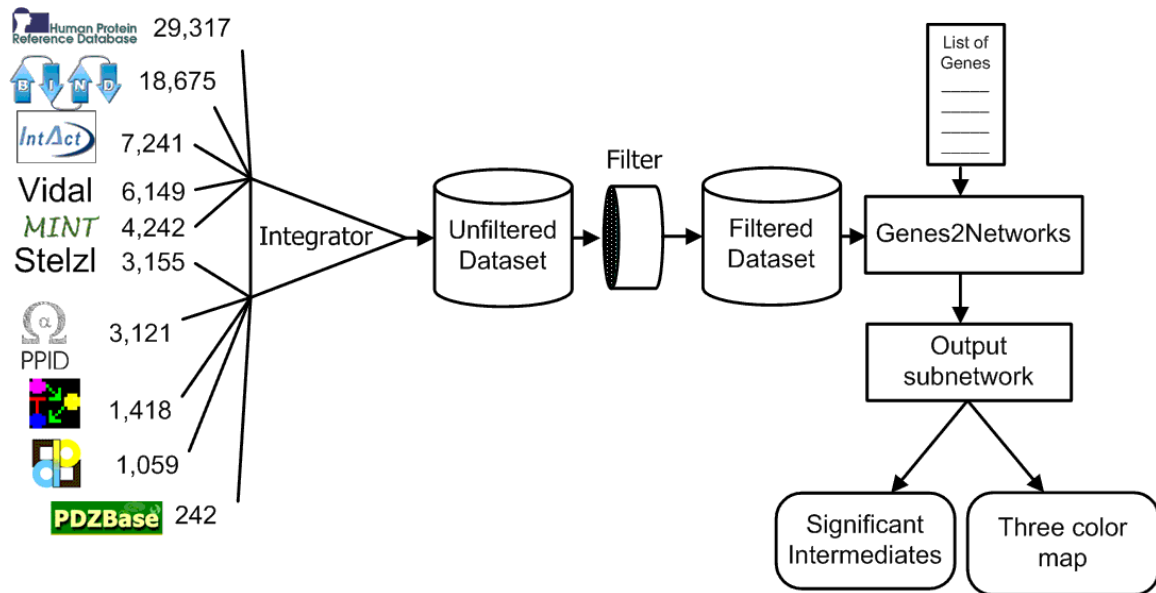 Human Protein
Reference Database
29,317
B I N D
18,675
IntAct
7,241
Vidal
6,149
MINT
4,242
Stelzl
3,155
Ω α
PPID
3,121
T
1,418
1,059
PDZBase
242
Integrator
Unfiltered
Dataset
Filter
Filtered
Dataset
List of
Genes
Genes2Networks
Output
subnetwork
Significant
Intermediates
Three color
map